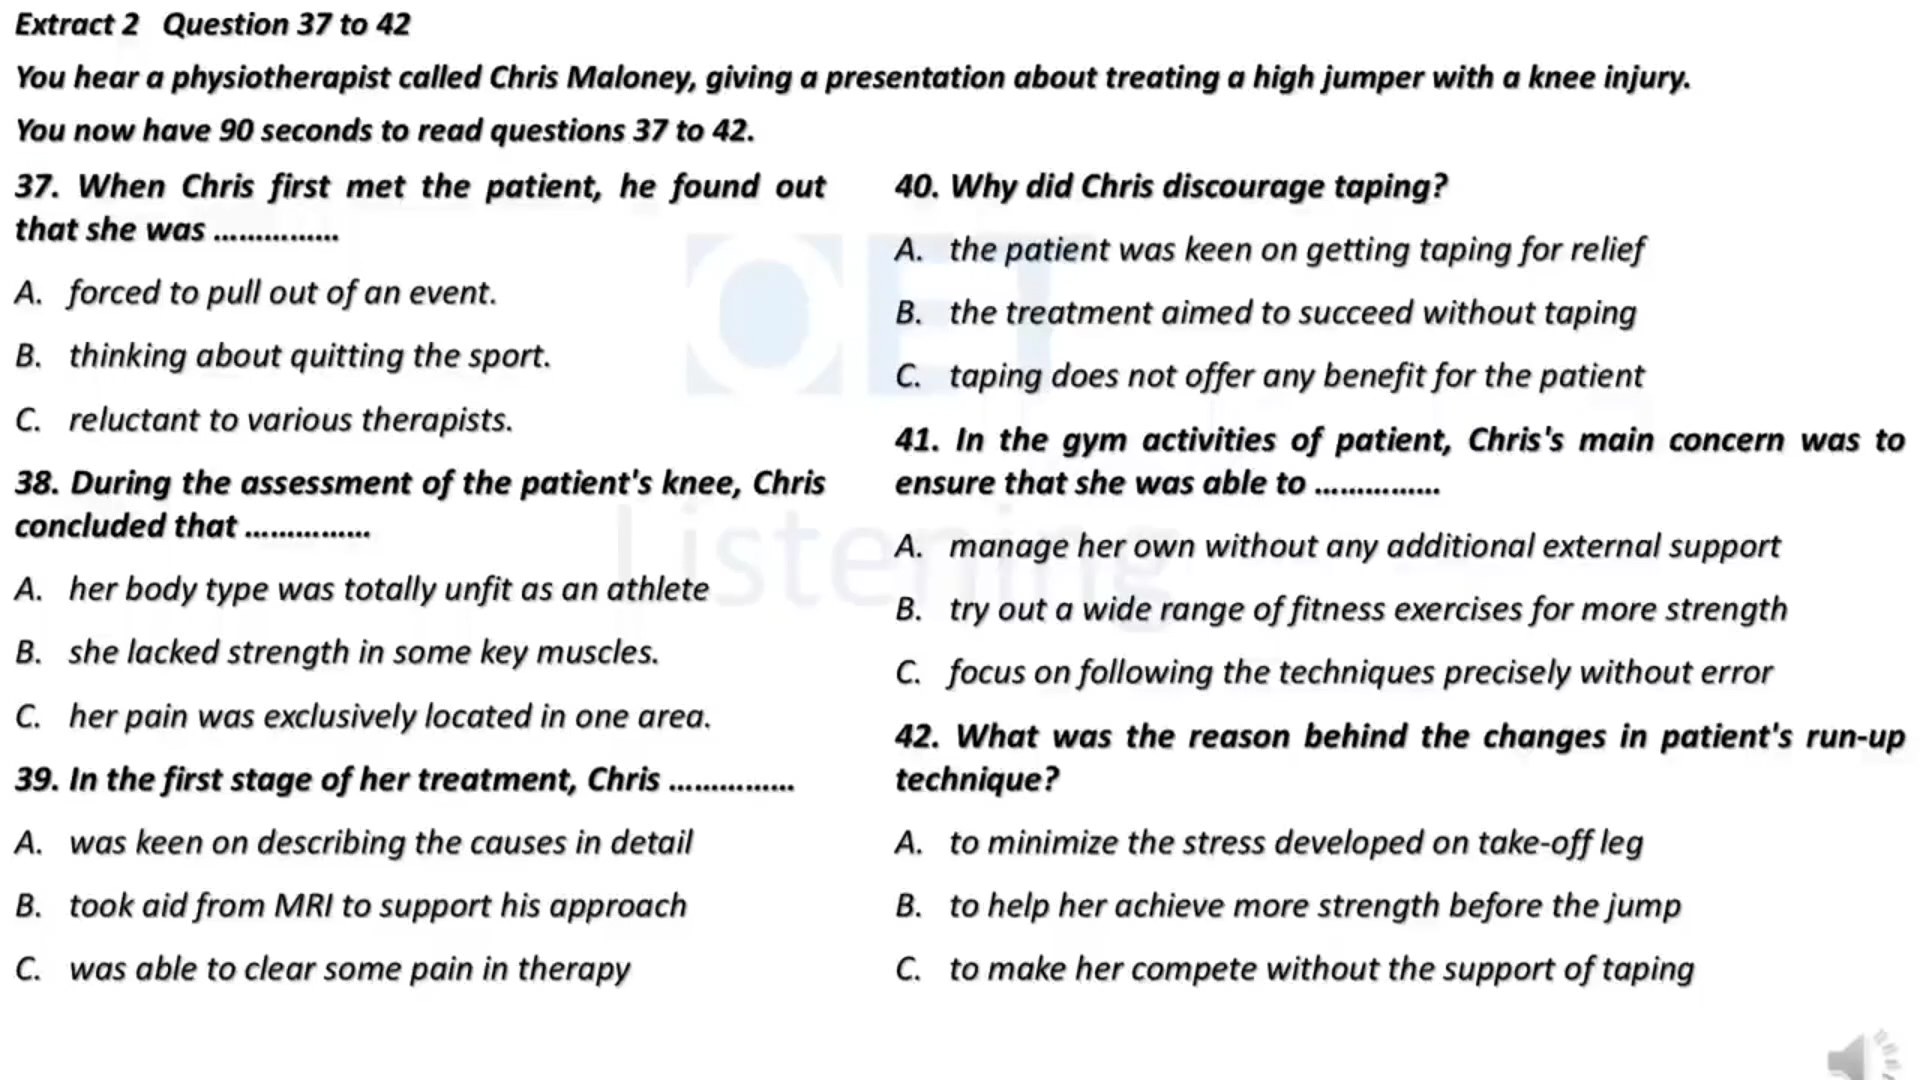 Extract 2 Question 37 to 42
You hear a physiotherapist called Chris Maloney, giving a presentation about treating a high jumper with a knee injury.
You now have 90 seconds to read questions 37 to 42.
37. When Chris first met the patient, he found out
that she was ...............
A. forced to pull out of an event.
B. thinking about quitting the sport.
C. reluctant to various therapists.
38. During the assessment of the patient's knee, Chris
concluded that ...............
A. her body type was totally unfit as an athlete
B. she lacked strength in some key muscles.
C. her pain was exclusively located in one area.
39. In the first stage of her treatment, Chris ...............
A. was keen on describing the causes in detail
B. took aid from MRI to support his approach
C. was able to clear some pain in therapy
40. Why did Chris discourage taping?
A. the patient was keen on getting taping for relief
B. the treatment aimed to succeed without taping
C. taping does not offer any benefit for the patient
41. In the gym activities of patient, Chris's main concern was to
ensure that she was able to ...............
A. manage her own without any additional external support
B. try out a wide range of fitness exercises for more strength
C. focus on following the techniques precisely without error
42. What was the reason behind the changes in patient's run-up
technique?
A. to minimize the stress developed on take-off leg
B. to help her achieve more strength before the jump
C. to make her compete without the support of taping
OET
Listening